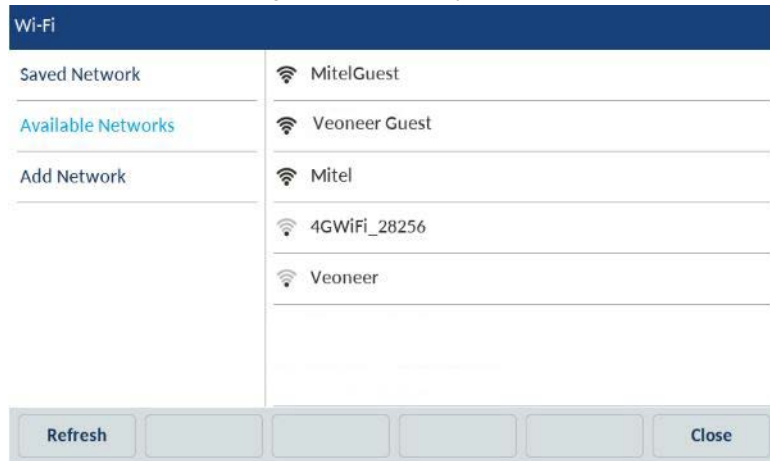 Wi-Fi
Saved Network
Available Networks
Add Network
MitelGuest
Veoneer Guest
Mitel
4GWiFi_28256
Veoneer
Refresh
Close